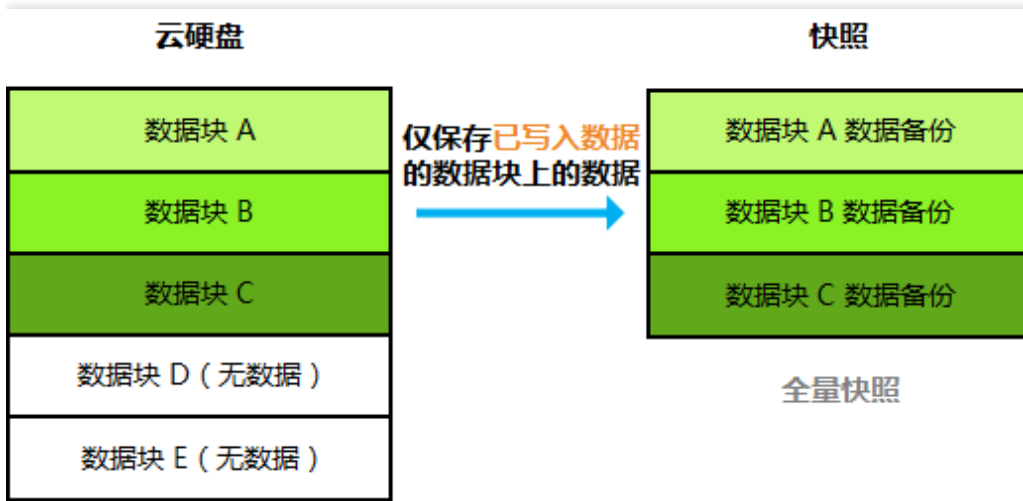 云硬盘
快照
数据块 A
数据块 B
数据块 C
数据块 D（无数据）
数据块 E（无数据）
仅保存已写入数据
的数据块上的数据
数据块 A 数据备份
数据块 B 数据备份
数据块 C 数据备份
全量快照